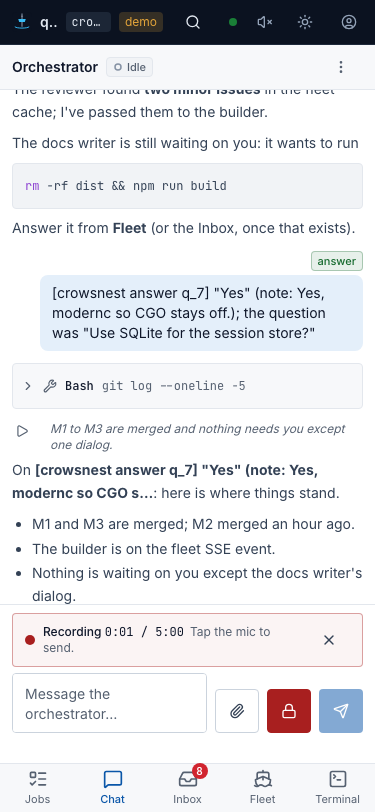 q.. cro... demo
Orchestrator Idle
The reviewer found two minor issues in the fleet
cache; I've passed them to the builder.
The docs writer is still waiting on you: it wants to run
rm -rf dist && npm run build
Answer it from Fleet (or the Inbox, once that exists).
answer
[crowsnest answer q_7] "Yes" (note: Yes,
modernc so CGO stays off.); the question
was "Use SQLite for the session store?"
Bash git log --oneline -5
M1 to M3 are merged and nothing needs you except
one dialog.
On [crowsnest answer q_7] "Yes" (note: Yes,
modernc so CGO s...: here is where things stand.
M1 and M3 are merged; M2 merged an hour ago.
The builder is on the fleet SSE event.
Nothing is waiting on you except the docs writer's
dialog.
Recording 0:01 / 5:00 Tap the mic to
send.
Message the
orchestrator...
8
Jobs Chat Inbox Fleet Terminal